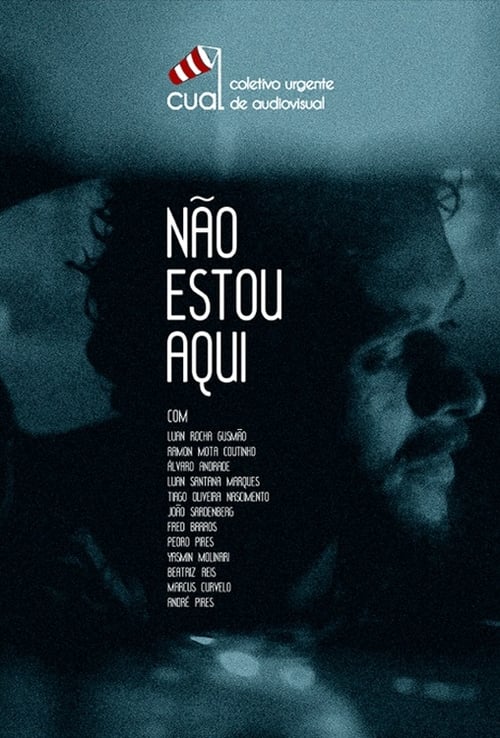 cual
coletivo urgente
de audiovisual
NÃO
ESTOU
AQUI
COM
LUAN ROCHA GUSMÃO
RAMON MOTA COUTINHO
ÁLVARO ANDRADE
LUAN SANTANA MARQUES
TIAGO OLIVEIRA NASCIMENTO
JOÃO SARDENBERG
FRED BARROS
PEDRO PIRES
YASMIN MOLINARI
BEATRIZ REIS
MARCUS CURVELO
ANDRÉ PIRES